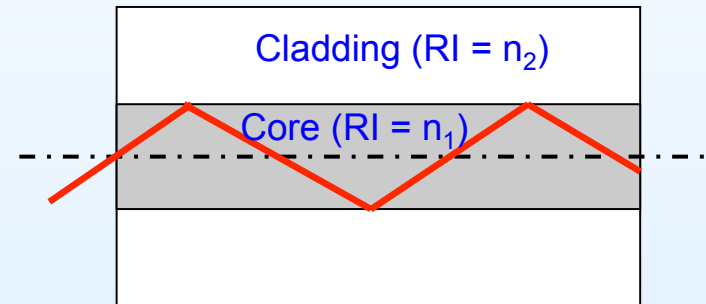 Cladding (RI = n₂)
Core (RI = n₁)